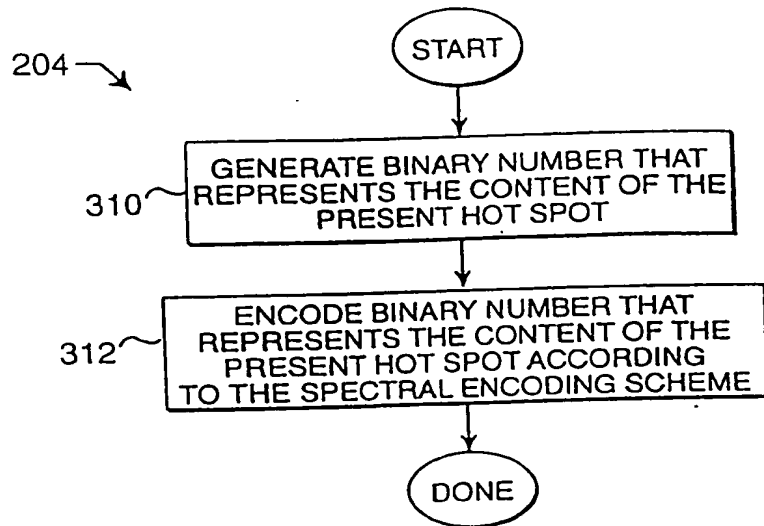 START
204
GENERATE BINARY NUMBER THAT
REPRESENTS THE CONTENT OF THE
PRESENT HOT SPOT.
310
ENCODE BINARY NUMBER THAT
REPRESENTS THE CONTENT OF THE
PRESENT HOT SPOT ACCORDING
TO THE SPECTRAL ENCODING SCHEME
312
DONE